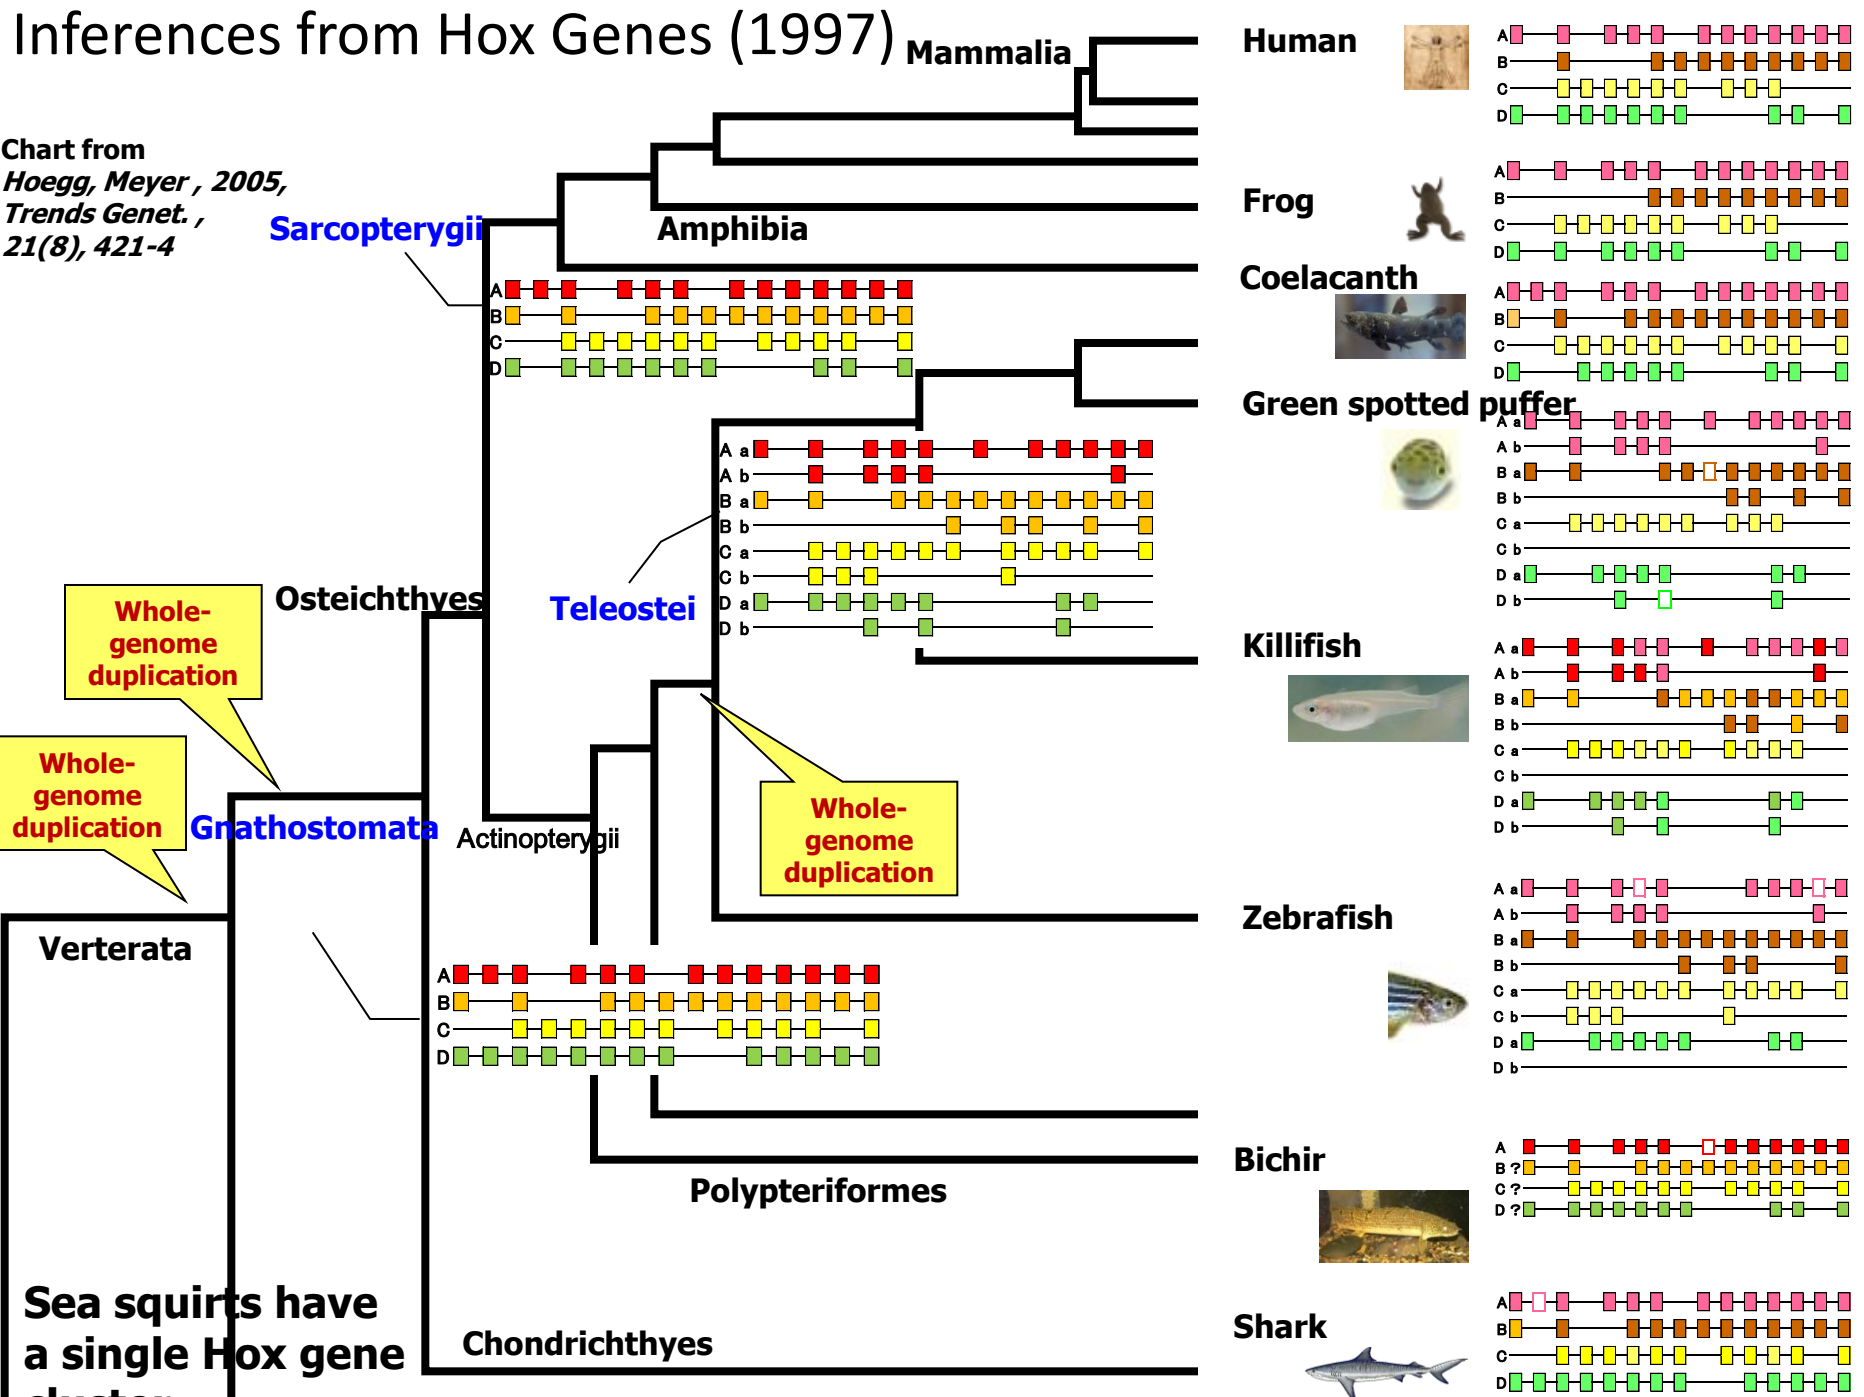 Inferences from Hox Genes (1997)
Chart from
Hoegg, Meyer , 2005,
Trends Genet. ,
21(8), 421-4
Mammalia
Sarcopterygii
Amphibia
A
B
C
D
Osteichthyes
Teleostei
A a
A b
B a
B b
C a
C b
D a
D b
Whole-
genome
duplication
Whole-
genome
duplication
Gnathostomata
Actinopterygii
Whole-
genome
duplication
Verterata
A
B
C
D
Polypteriformes
Sea squirts have
a single Hox gene
cluster
Chondrichthyes
Human
A
B
C
D
Frog
A
B
C
D
Coelacanth
A
B
C
D
Green spotted puffer
A a
A b
B a
B b
C a
C b
D a
D b
Killifish
A a
A b
B a
B b
C a
C b
D a
D b
Zebrafish
A a
A b
B a
B b
C a
C b
D a
D b
Bichir
A
B ?
C ?
D ?
Shark
A
B
C
D